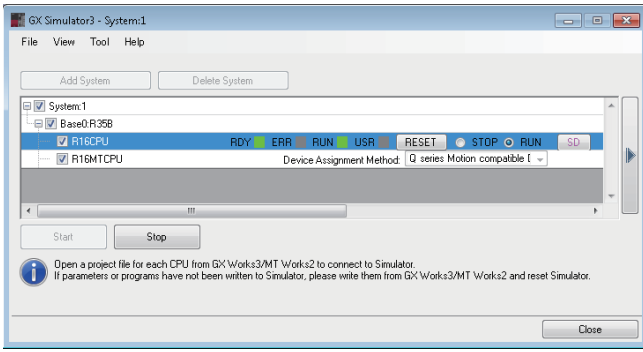 GX Simulator3 - System:1
File View Tool Help
Add System Delete System
System:1
Base0:R35B
R16CPU RDY ERR RUN USR RESET STOP RUN SD
R16MTCPU Device Assignment Method: Q series Motion compatible
Start Stop
Open a project file for each CPU from GX Works3/MT Works2 to connect to Simulator.
If parameters or programs have not been written to Simulator, please write them from GX Works3/MT Works2 and reset Simulator.
Close